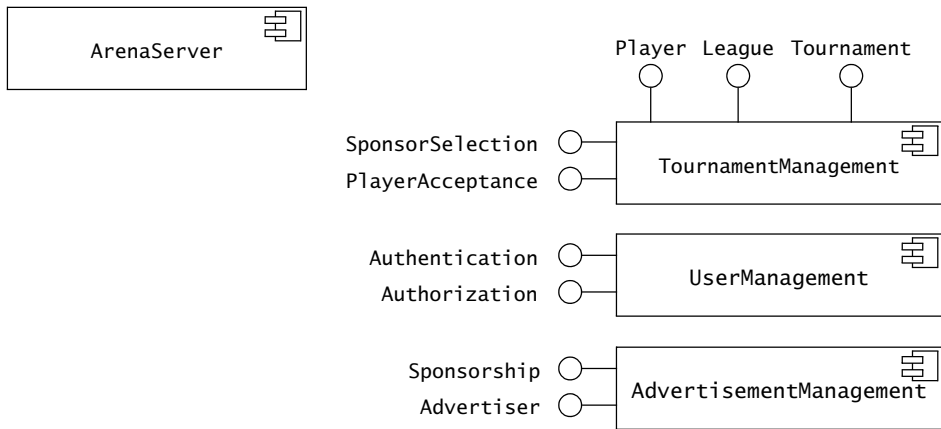 ArenaServer
Player League Tournament
SponsorSelection
TournamentManagement
PlayerAcceptance
Authentication
UserManagement
Authorization
Sponsorship
AdvertisementManagement
Advertiser